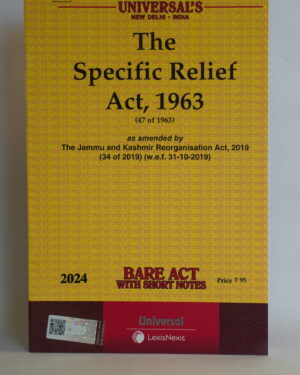 UNIVERSAL'S
NEW DELHI - INDIA
The
Specific Relief
Act, 1963
(47 of 1963)
as amended by
The Jammu and Kashmir Reorganisation Act, 2019
(34 of 2019) (w.e.f. 31-10-2019)
2024
BARE ACT
WITH SHORT NOTES
Price ₹ 95
Universal
LexisNexis